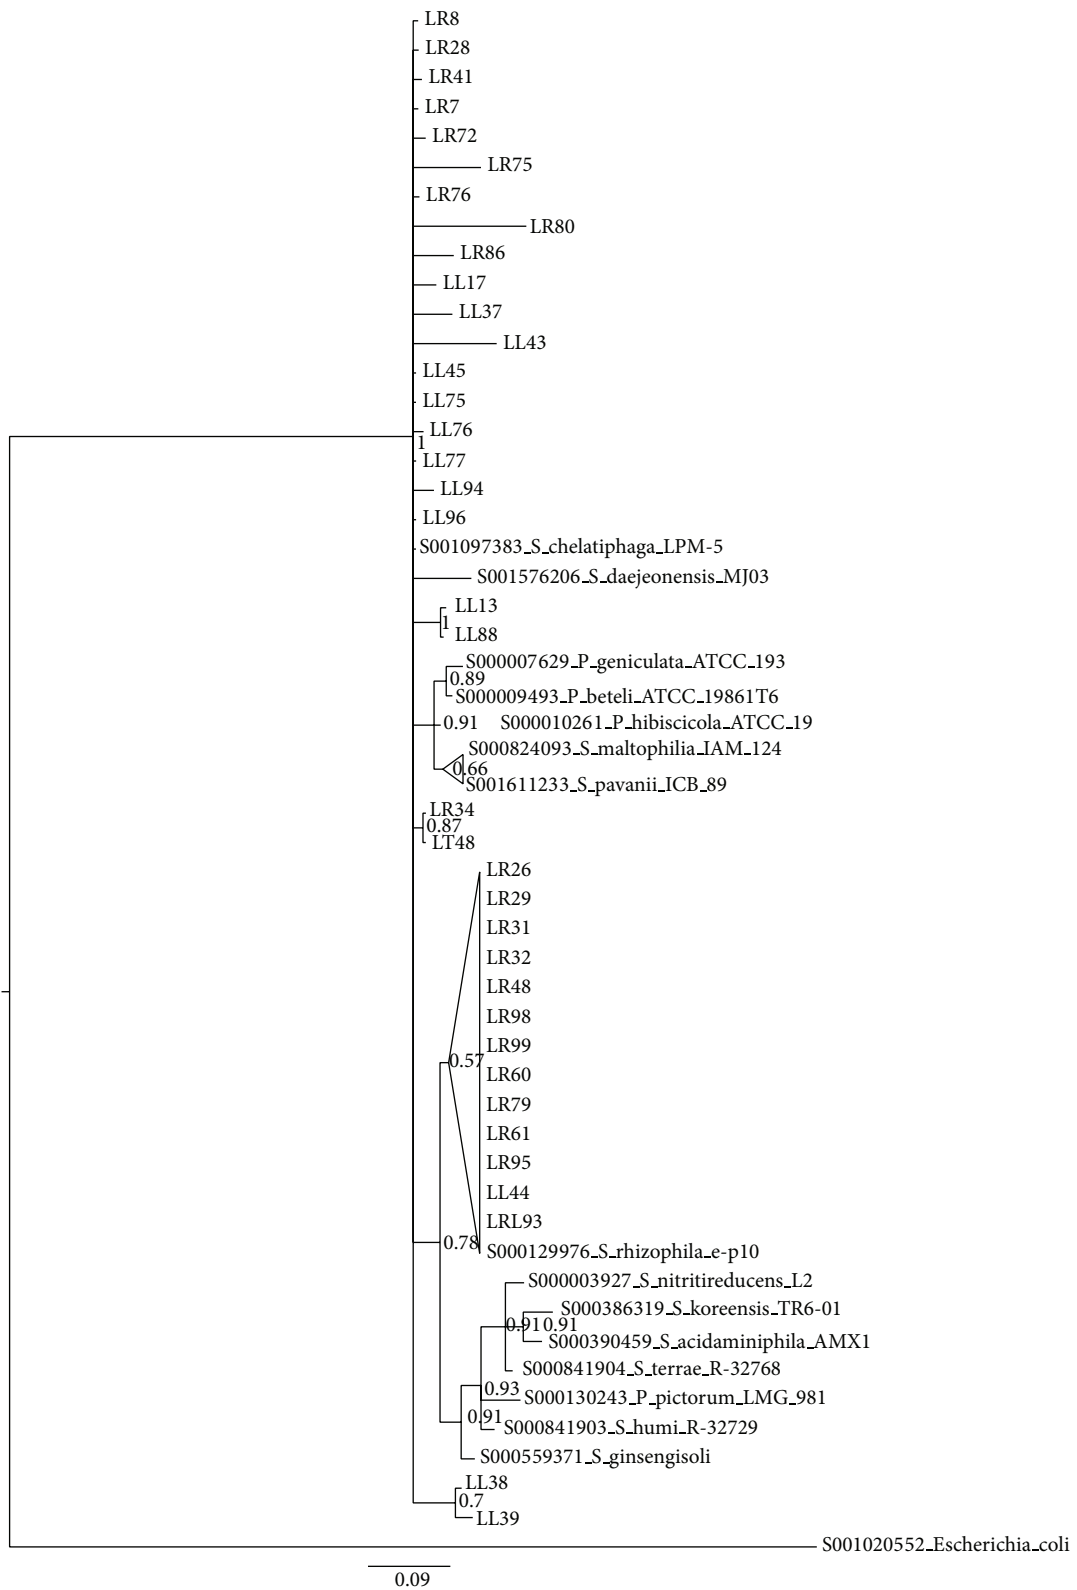 LR8
LR28
LR41
LR7
LR72
LR75
LR76
LR80
LR86
LL17
LL37
LL43
LL45
LL75
LL76
1
LL77
LL94
LL96
S001097383_S_chelatiphaga_LPM-5
S001576206_S_daejeonensis_MJ03
LL13
1
LL88
S000007629_P_geniculata_ATCC_193
0.89
S000009493_P_beteli_ATCC_19861T6
0.91 S000010261_P_hibiscicola_ATCC_19
S000824093_S_maltophilia_IAM_124
0.66
S001611233_S_pavanii_ICB_89
LR34
0.87
LT48
LR26
LR29
LR31
LR32
LR48
LR98
LR99
0.57
LR60
LR79
LR61
LR95
LL44
LRL93
0.78
S000129976_S_rhizophila_e-p10
S000003927_S_nitritireducens_L2
S000386319_S_koreensis_TR6-01
0.91 0.91
S000390459_S_acidaminiphila_AMX1
S000841904_S_terrae_R-32768
0.93
S000130243_P_pictorum_LMG_981
0.91
S000841903_S_humi_R-32729
S000559371_S_ginsengisoli
LL38
0.7
LL39
S001020552_Escherichia_coli
0.09